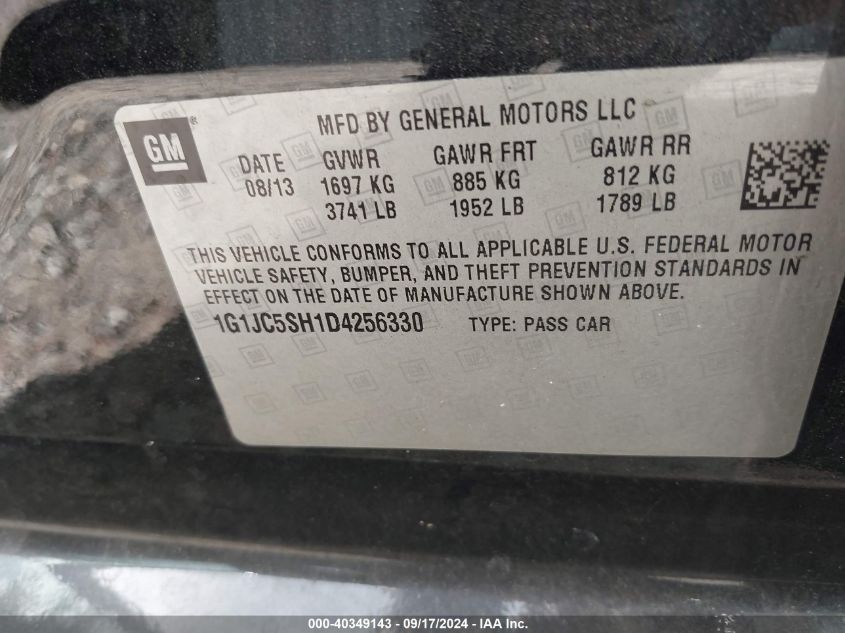 GM ®
MFD BY GENERAL MOTORS LLC
DATE GVWR GAWR FRT GAWR RR
08/13 1697 KG 885 KG 812 KG
3741 LB 1952 LB 1789 LB
THIS VEHICLE CONFORMS TO ALL APPLICABLE U.S. FEDERAL MOTOR
VEHICLE SAFETY, BUMPER, AND THEFT PREVENTION STANDARDS IN
EFFECT ON THE DATE OF MANUFACTURE SHOWN ABOVE.
1G1JC5SH1D4256330 TYPE: PASS CAR
000-40349143 - 09/17/2024 - IAA Inc.